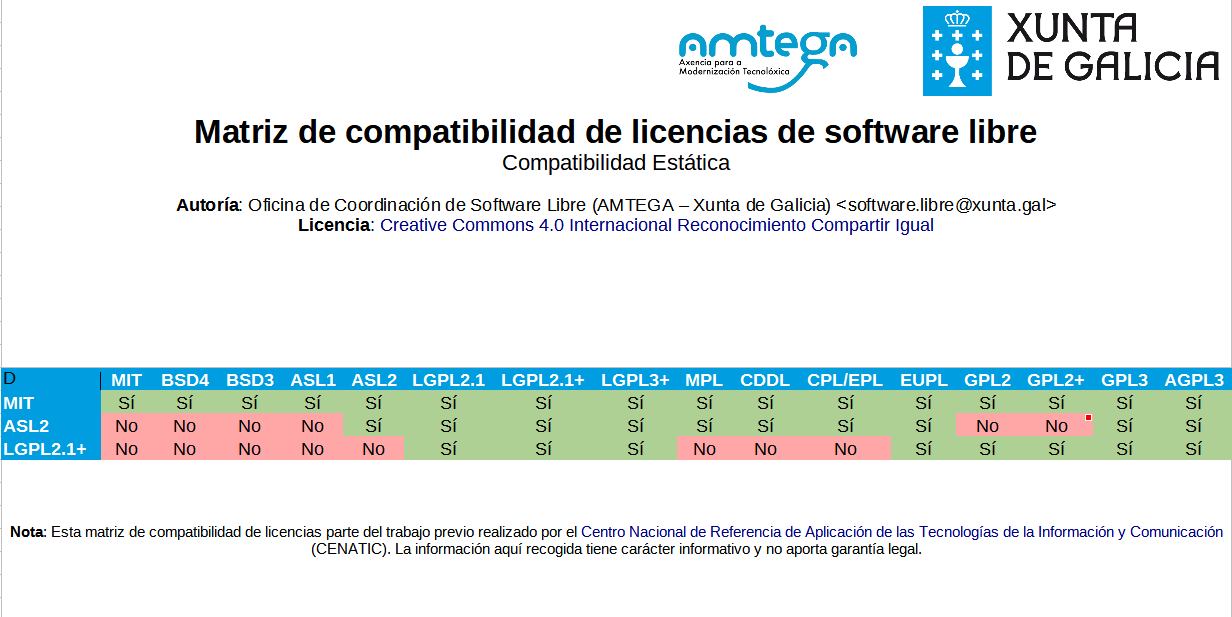 amtega
Axencia para a
Modernización Tecnolóxica
XUNTA
DE GALICIA
Matriz de compatibilidad de licencias de software libre
Compatibilidad Estática
Autoría: Oficina de Coordinación de Software Libre (AMTEGA – Xunta de Galicia) <software.libre@xunta.gal>
Licencia: Creative Commons 4.0 Internacional Reconocimiento Compartir Igual
D MIT BSD4 BSD3 ASL1 ASL2 LGPL2.1 LGPL2.1+ LGPL3+ MPL CDDL CPL/EPL EUPL GPL2 GPL2+ GPL3 AGPL3
MIT Sí Sí Sí Sí Sí Sí Sí Sí Sí Sí Sí Sí Sí Sí Sí Sí
ASL2 No No No No Sí Sí Sí Sí Sí Sí Sí Sí No No Sí Sí
LGPL2.1+ No No No No No Sí Sí Sí No No No Sí Sí Sí Sí Sí
Nota: Esta matriz de compatibilidad de licencias parte del trabajo previo realizado por el Centro Nacional de Referencia de Aplicación de las Tecnologías de la Información y Comunicación
(CENATIC). La información aquí recogida tiene carácter informativo y no aporta garantía legal.